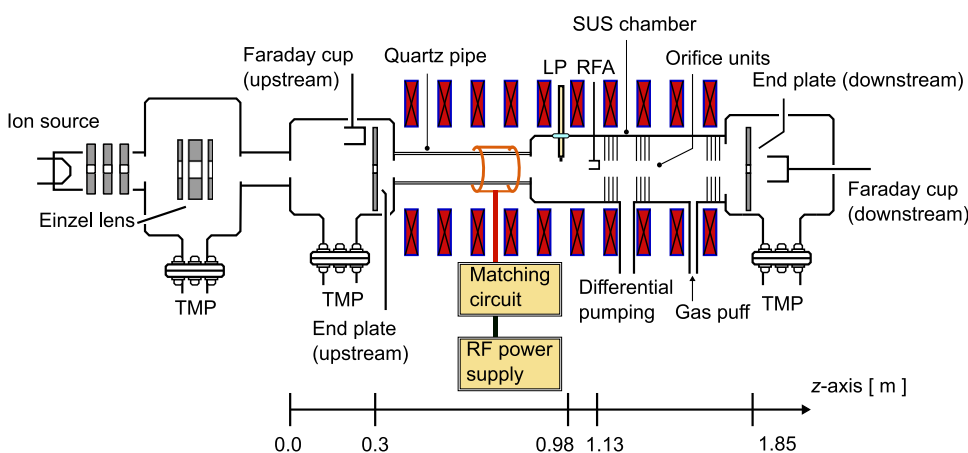 SUS chamber
Faraday cup
(upstream)
Quartz pipe
LP RFA
Orifice units
End plate (downstream)
Ion source
Einzel lens
Faraday cup
(downstream)
TMP
TMP
End plate
(upstream)
Matching
circuit
RF power
supply
Differential
pumping
Gas puff
TMP
z-axis [ m ]
0.0
0.3
0.98
1.13
1.85